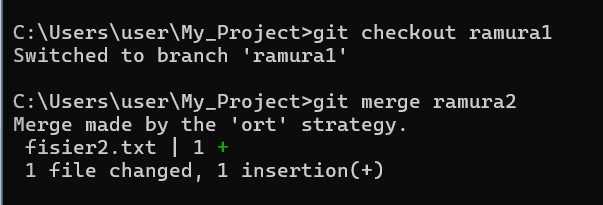 C:\Users\user\My_Project>git checkout ramura1
Switched to branch 'ramura1'
C:\Users\user\My_Project>git merge ramura2
Merge made by the 'ort' strategy.
fisier2.txt | 1 +
1 file changed, 1 insertion(+)